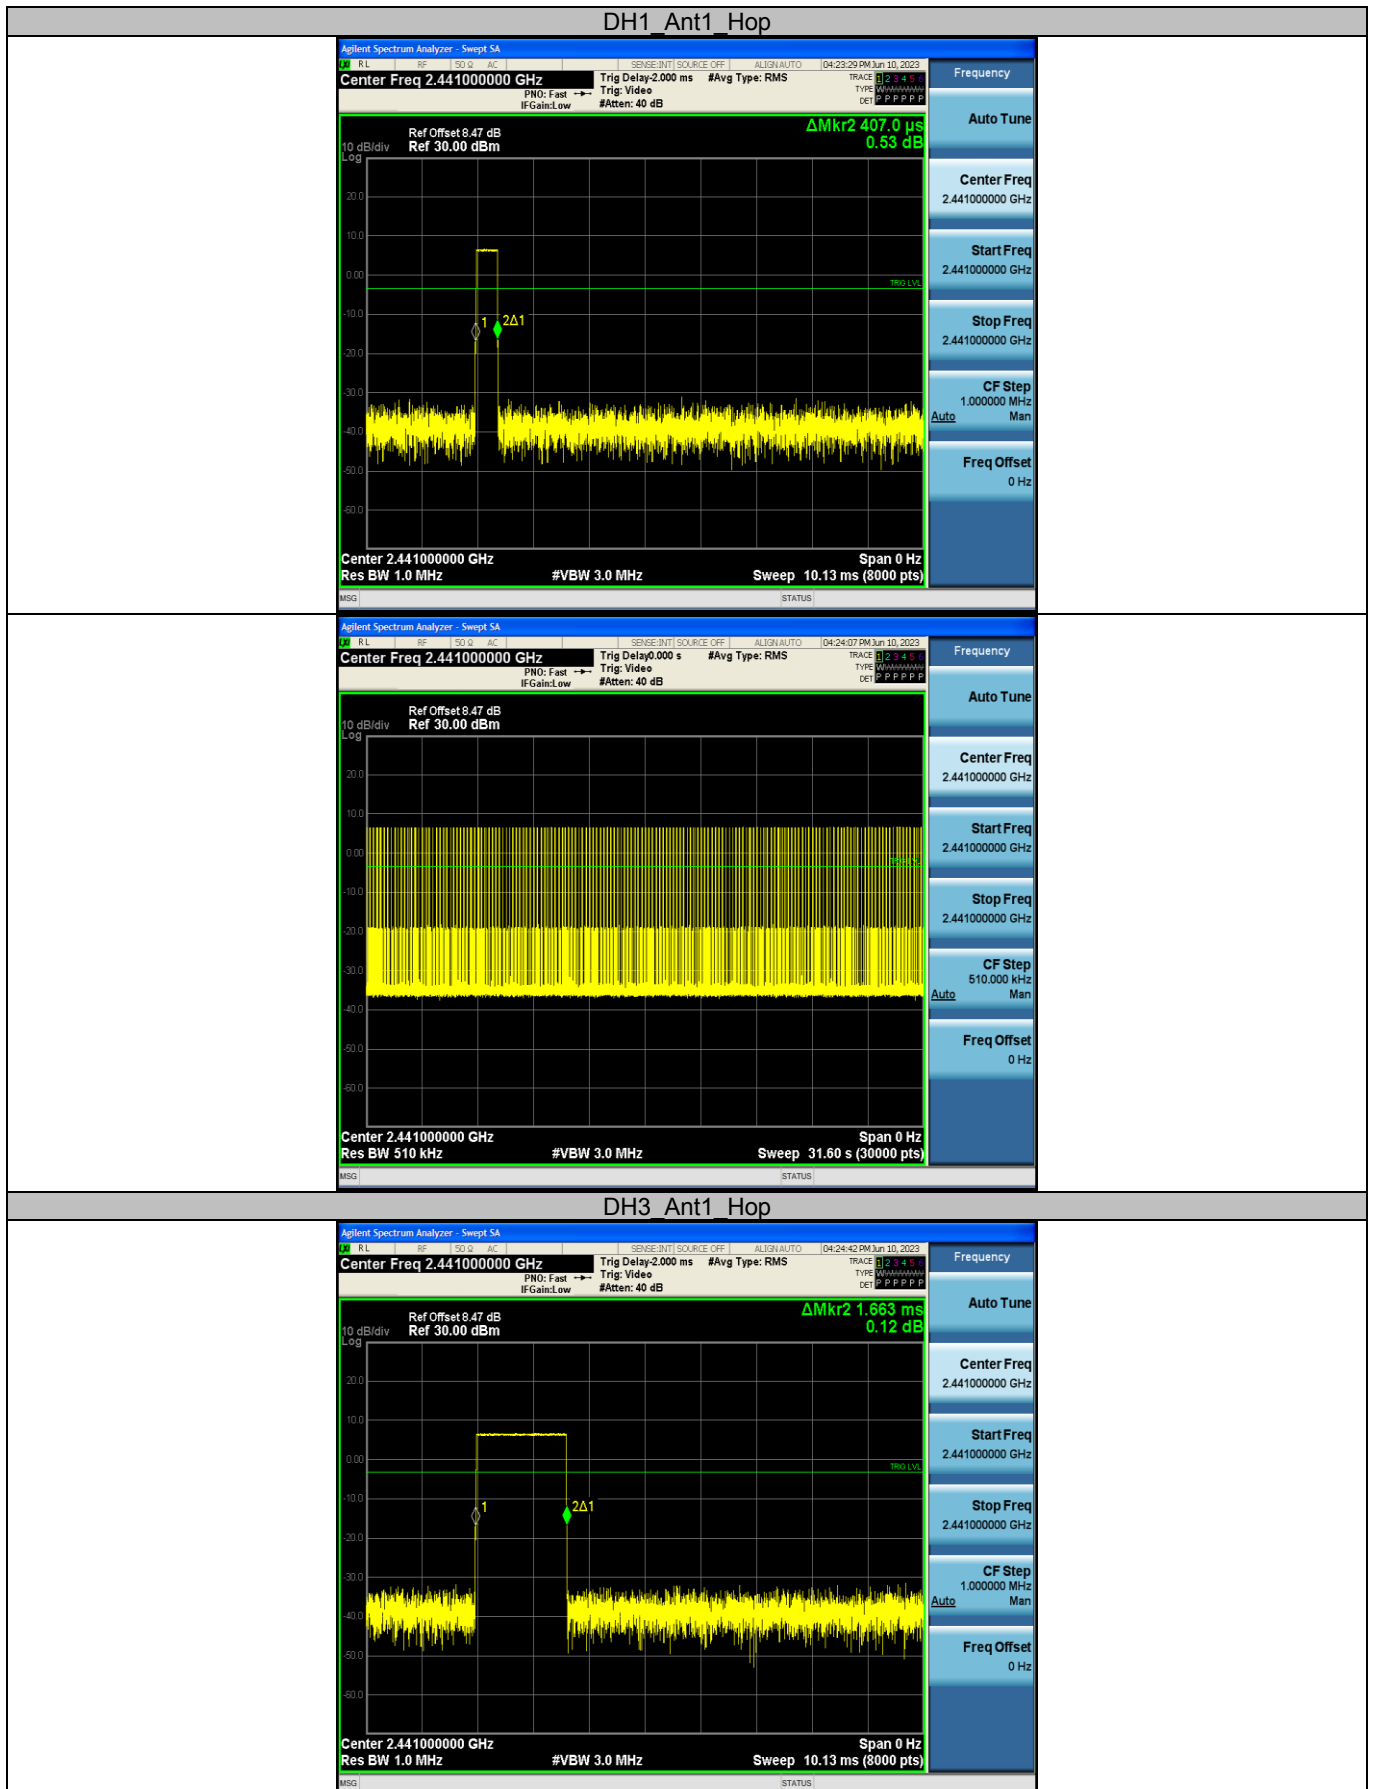 DH1_Ant1_Hop
Agilent Spectrum Analyzer - Swept SA
RL RF 50 Ω AC SENSE:INT SOURCE OFF ALIGN AUTO 04:23:29 PM Jun 10, 2023
Center Freq 2.441000000 GHz Trig Delay-2.000 ms #Avg Type: RMS TRACE 1 2 3 4 5 6
PNO: Fast Trig: Video TYPE
IFGain:Low #Atten: 40 dB DET P P P P P P
Frequency
Auto Tune
ΔMkr2 407.0 µs
0.53 dB
Ref Offset 8.47 dB
10 dB/div Ref 30.00 dBm
Log
20.0
10.0
0.00
TRIG LVL
-10.0
1 2Δ1
-20.0
-30.0
-40.0
-50.0
-60.0
Center 2.441000000 GHz Span 0 Hz
Res BW 1.0 MHz #VBW 3.0 MHz Sweep 10.13 ms (8000 pts)
MSG STATUS
Center Freq
2.441000000 GHz
Start Freq
2.441000000 GHz
Stop Freq
2.441000000 GHz
CF Step
1.000000 MHz
Auto Man
Freq Offset
0 Hz
Agilent Spectrum Analyzer - Swept SA
RL RF 50 Ω AC SENSE:INT SOURCE OFF ALIGN AUTO 04:24:07 PM Jun 10, 2023
Center Freq 2.441000000 GHz Trig Delay0.000 s #Avg Type: RMS TRACE 1 2 3 4 5 6
PNO: Fast Trig: Video TYPE
IFGain:Low #Atten: 40 dB DET P P P P P P
Frequency
Auto Tune
Ref Offset 8.47 dB
10 dB/div Ref 30.00 dBm
Log
20.0
10.0
0.00
-10.0
-20.0
-30.0
-40.0
-50.0
-60.0
Center 2.441000000 GHz Span 0 Hz
Res BW 510 kHz #VBW 3.0 MHz Sweep 31.60 s (30000 pts)
MSG STATUS
Center Freq
2.441000000 GHz
Start Freq
2.441000000 GHz
Stop Freq
2.441000000 GHz
CF Step
510.000 kHz
Auto Man
Freq Offset
0 Hz
DH3_Ant1_Hop
Agilent Spectrum Analyzer - Swept SA
RL RF 50 Ω AC SENSE:INT SOURCE OFF ALIGN AUTO 04:24:42 PM Jun 10, 2023
Center Freq 2.441000000 GHz Trig Delay-2.000 ms #Avg Type: RMS TRACE 1 2 3 4 5 6
PNO: Fast Trig: Video TYPE
IFGain:Low #Atten: 40 dB DET P P P P P P
Frequency
Auto Tune
ΔMkr2 1.663 ms
0.12 dB
Ref Offset 8.47 dB
10 dB/div Ref 30.00 dBm
Log
20.0
10.0
0.00
TRIG LVL
-10.0
1 2Δ1
-20.0
-30.0
-40.0
-50.0
-60.0
Center 2.441000000 GHz Span 0 Hz
Res BW 1.0 MHz #VBW 3.0 MHz Sweep 10.13 ms (8000 pts)
MSG STATUS
Center Freq
2.441000000 GHz
Start Freq
2.441000000 GHz
Stop Freq
2.441000000 GHz
CF Step
1.000000 MHz
Auto Man
Freq Offset
0 Hz